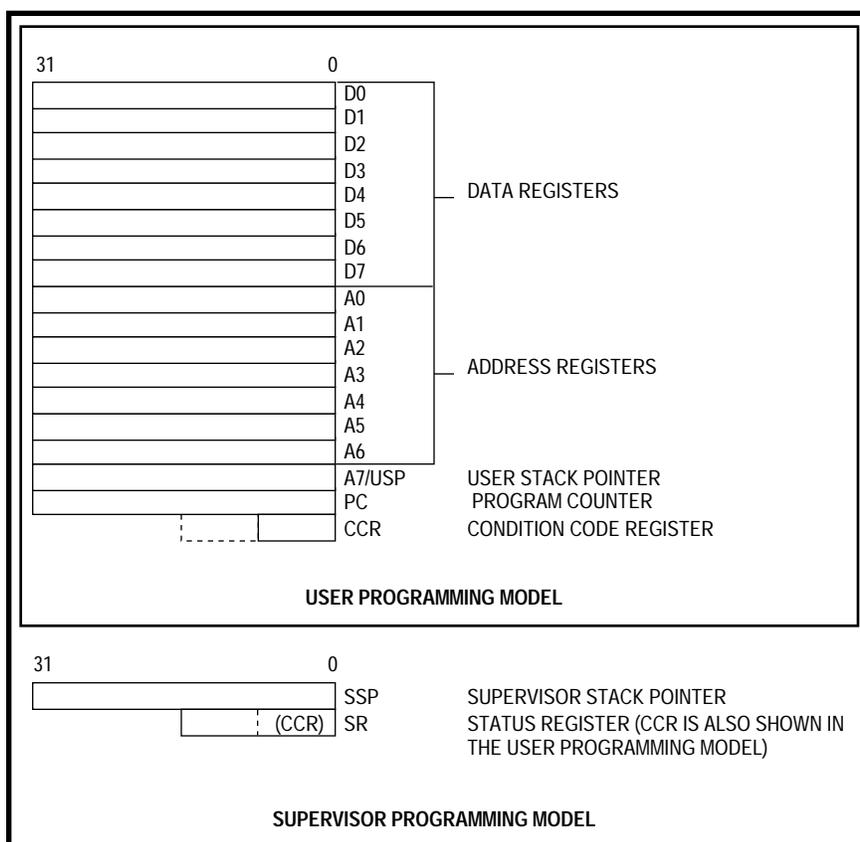 31 0
D0
D1
D2
D3
D4 DATA REGISTERS
D5
D6
D7
A0
A1
A2
A3 ADDRESS REGISTERS
A4
A5
A6
A7/USP USER STACK POINTER
PC PROGRAM COUNTER
CCR CONDITION CODE REGISTER
USER PROGRAMMING MODEL
31 0
SSP SUPERVISOR STACK POINTER
(CCR) SR STATUS REGISTER (CCR IS ALSO SHOWN IN
THE USER PROGRAMMING MODEL)
SUPERVISOR PROGRAMMING MODEL